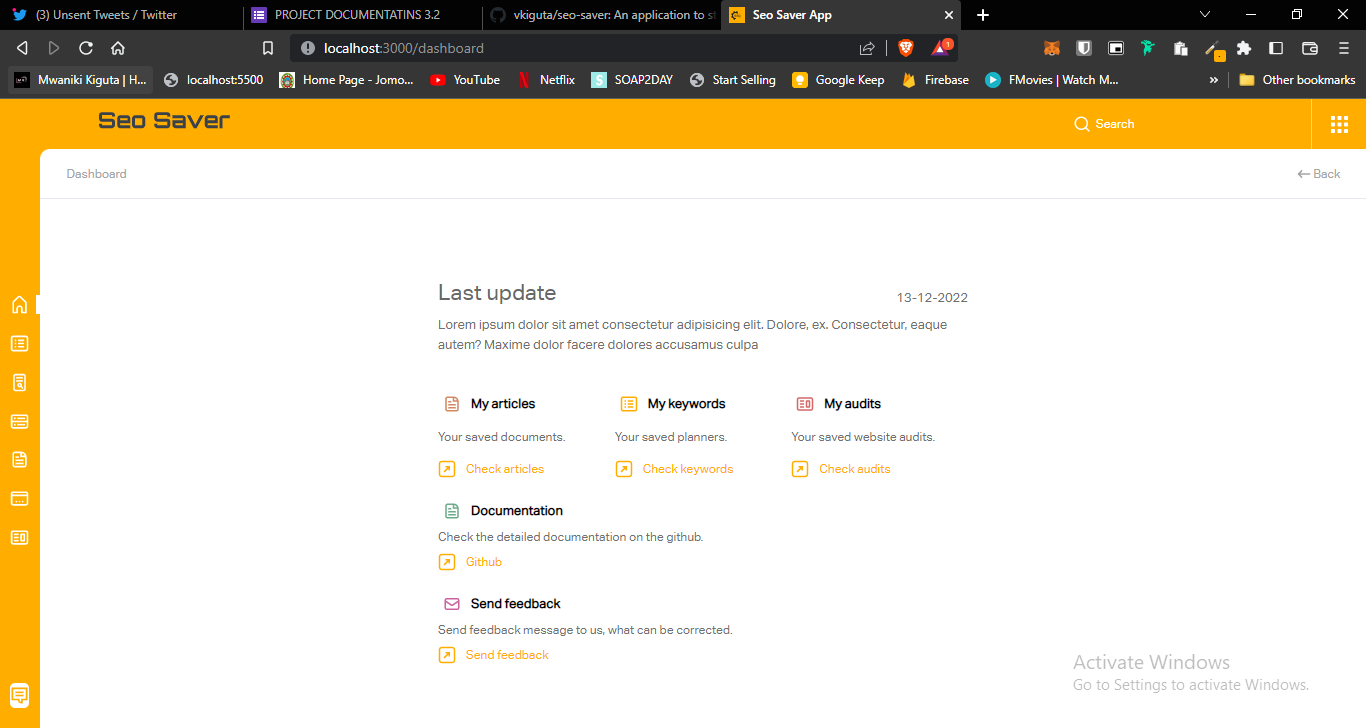 (3) Unsent Tweets / Twitter
PROJECT DOCUMENTATINS 3.2
vkiguta/seo-saver: An application to st
Seo Saver App
localhost:3000/dashboard
1
Mwaniki Kiguta | H...
localhost:5500
Home Page - Jomo...
YouTube
Netflix
S
SOAP2DAY
Start Selling
Google Keep
Firebase
FMovies | Watch M...
»
Other bookmarks
Seo Saver
Search
Dashboard
Back
Last update
13-12-2022
Lorem ipsum dolor sit amet consectetur adipisicing elit. Dolore, ex. Consectetur, eaque
autem? Maxime dolor facere dolores accusamus culpa
My articles
My keywords
My audits
Your saved documents.
Your saved planners.
Your saved website audits.
Check articles
Check keywords
Check audits
Documentation
Check the detailed documentation on the github.
Github
Send feedback
Send feedback message to us, what can be corrected.
Send feedback
Activate Windows
Go to Settings to activate Windows.